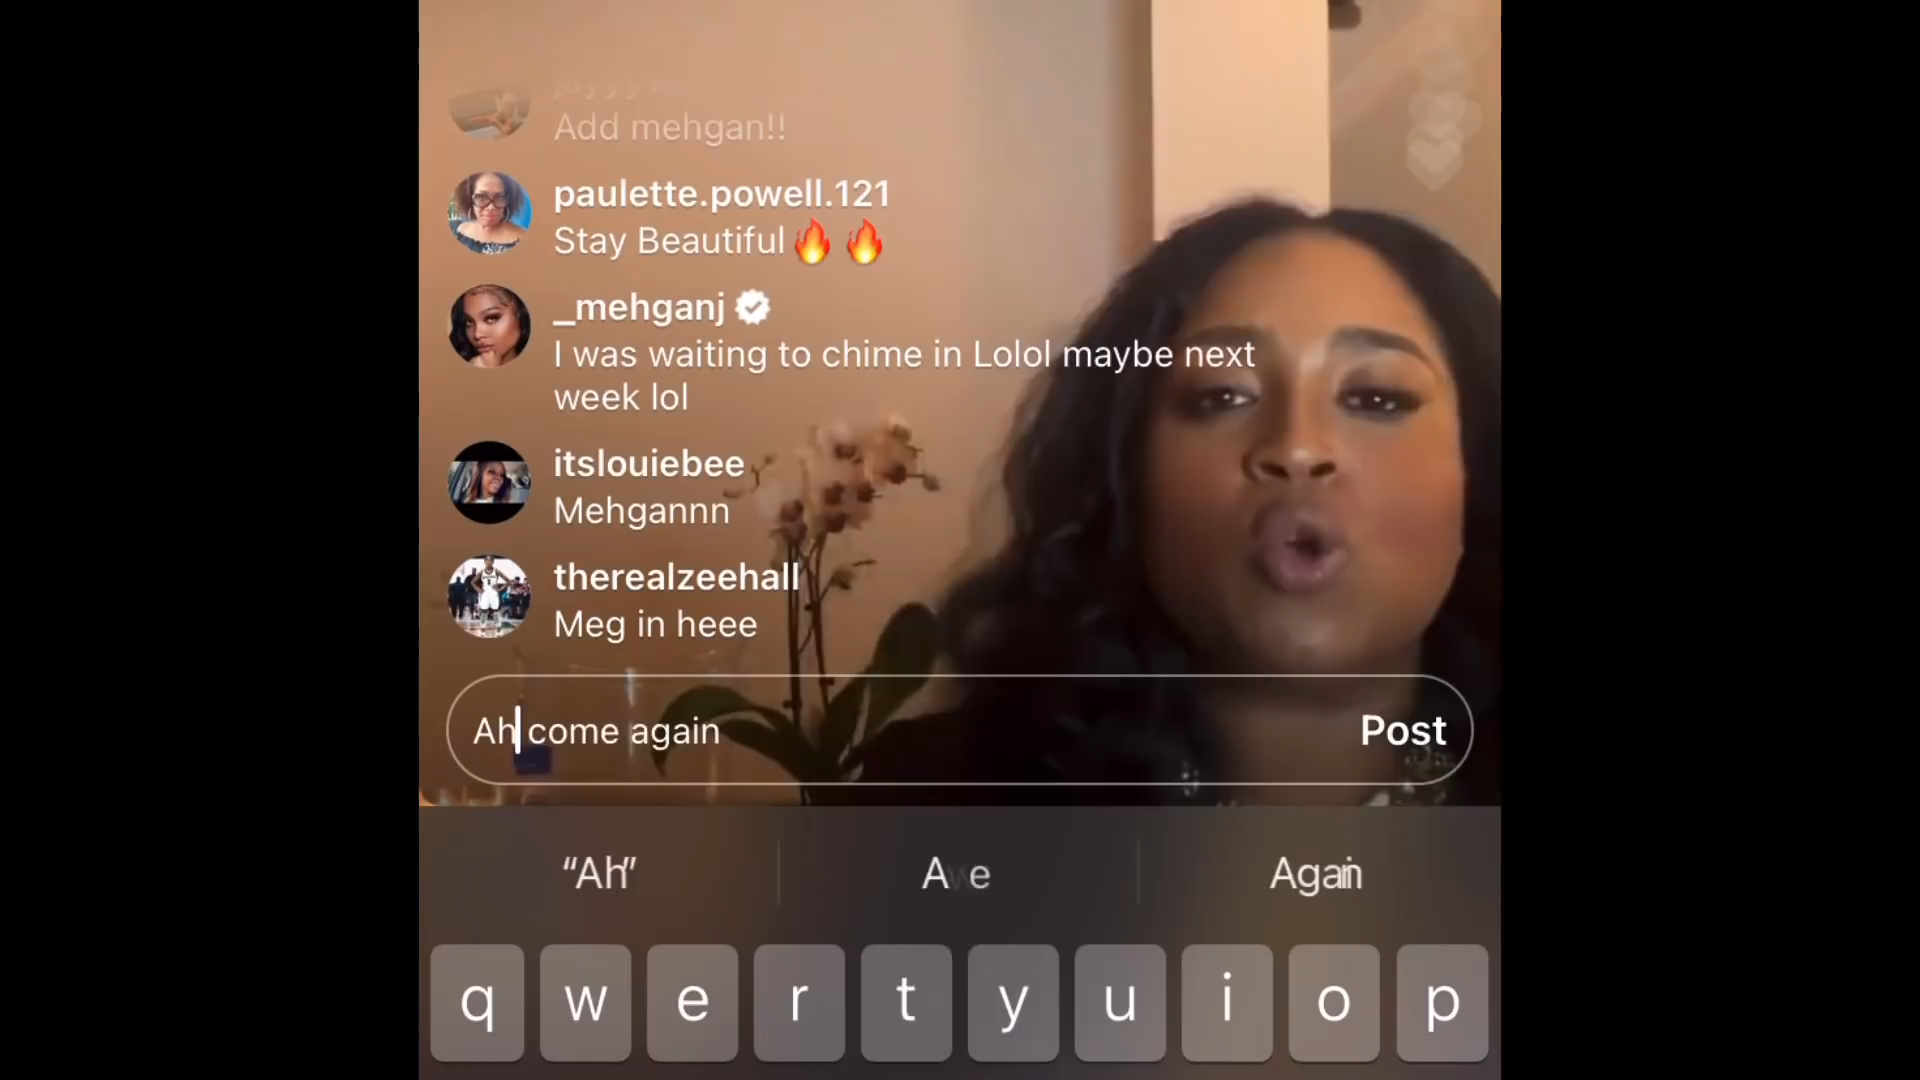 Add mehgan!!
paulette.powell.121
Stay Beautiful🔥 🔥
_mehganj
I was waiting to chime in Lolol maybe next
week lol
itslouiebee
Mehgannn
therealzeehall
Meg in heee
Ah come again
Post
“Ah”
Again
q w e r t y u i o p